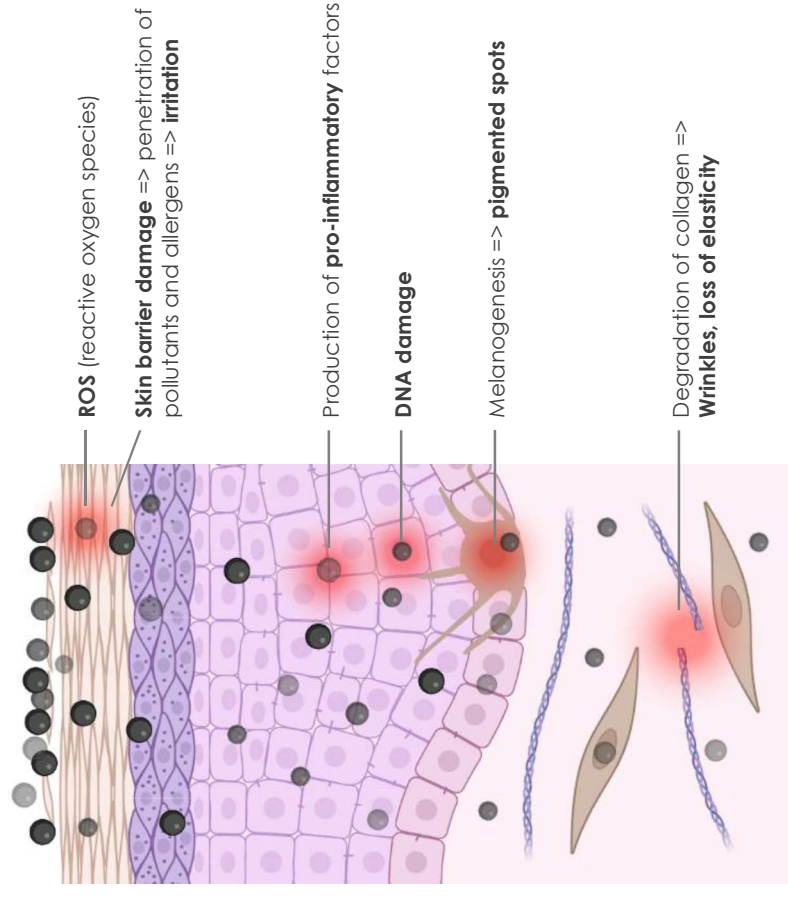 ROS (reactive oxygen species)
Skin barrier damage => penetration of
pollutants and allergens => irritation
Production of pro-inflammatory factors
DNA damage
Melanogenesis => pigmented spots
Degradation of collagen =>
Wrinkles, loss of elasticity